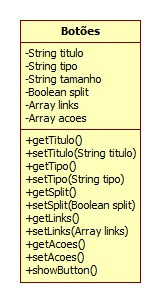 Botões
-String titulo
-String tipo
-String tamanho
-Boolean split
-Array links
-Array acoes
+getTitulo()
+setTitulo(String titulo)
+getTipo()
+setTipo(String tipo)
+getSplit()
+setSplit(Boolean split)
+getLinks()
+setLinks(Array links)
+getAcoes()
+setAcoes()
+showButton()